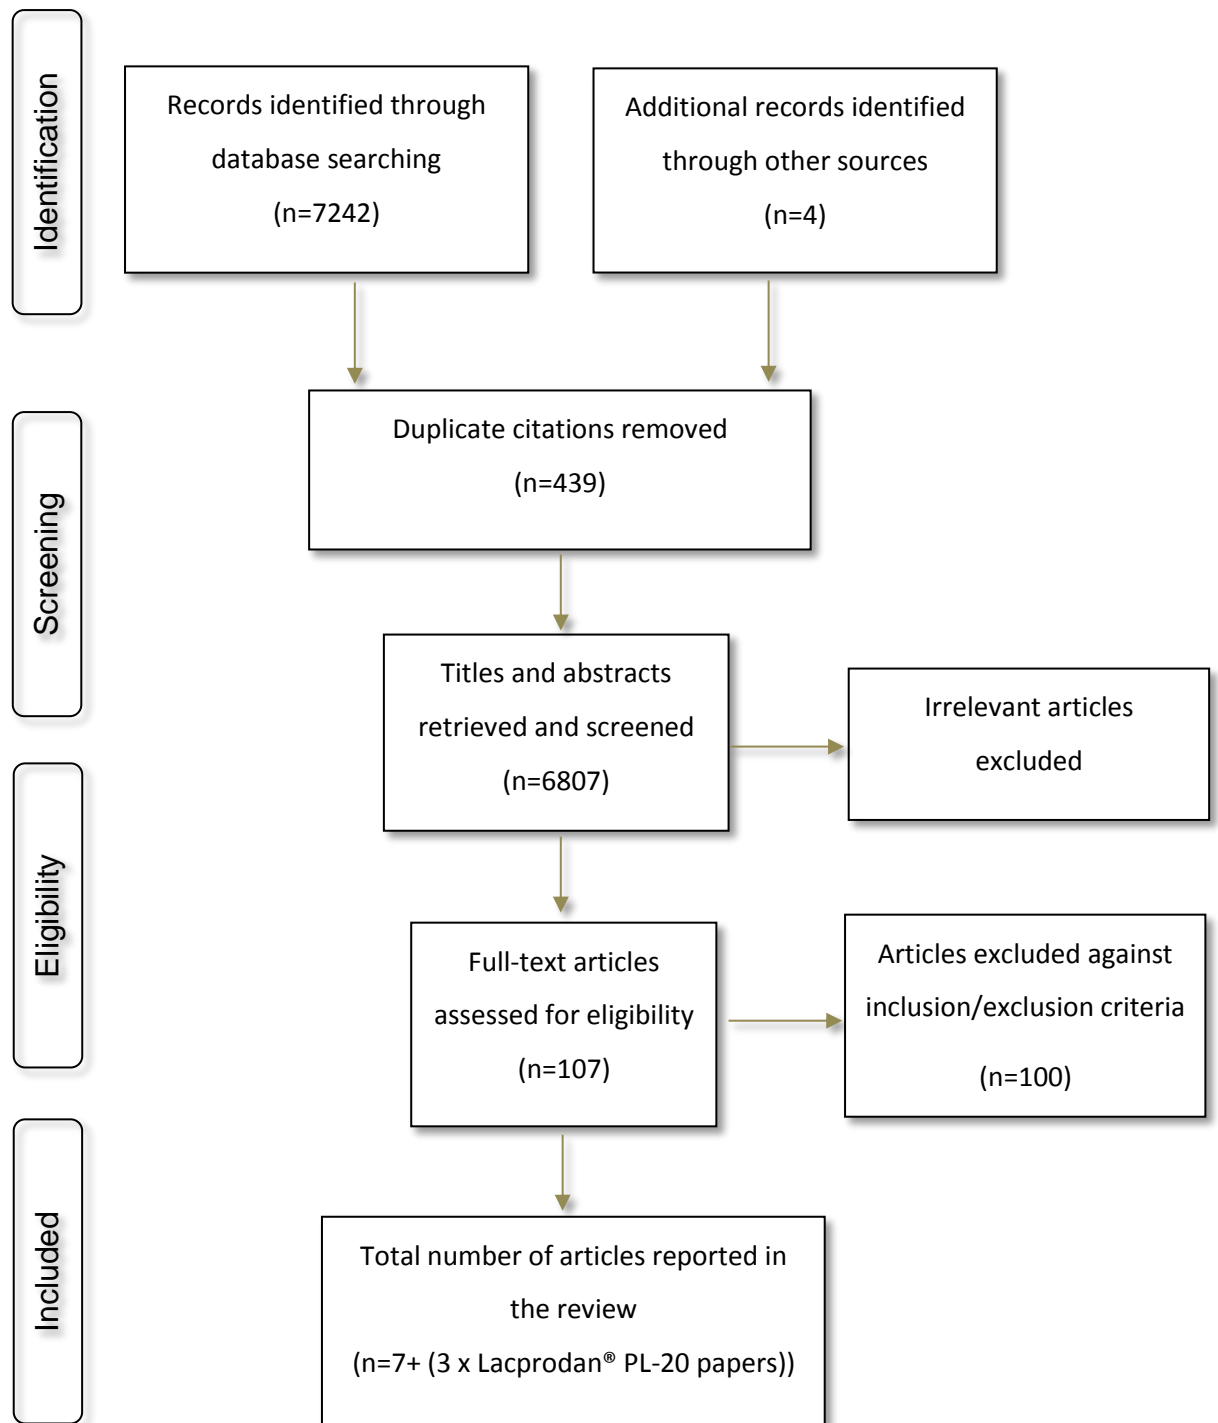 Identification
Records identified through
database searching
(n=7242)
Additional records identified
through other sources
(n=4)
Screening
Duplicate citations removed
(n=439)
Titles and abstracts
retrieved and screened
(n=6807)
Irrelevant articles
excluded
Eligibility
Full-text articles
assessed for eligibility
(n=107)
Articles excluded against
inclusion/exclusion criteria
(n=100)
Included
Total number of articles reported in
the review
(n=7+ (3 x Lacprodan® PL-20 papers))